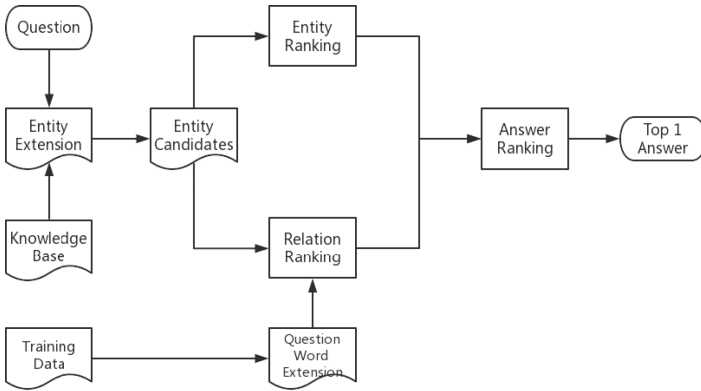 Question
Entity
Ranking
Entity
Extension
Entity
Candidates
Answer
Ranking
Top 1
Answer
Knowledge
Base
Relation
Ranking
Training
Data
Question
Word
Extension